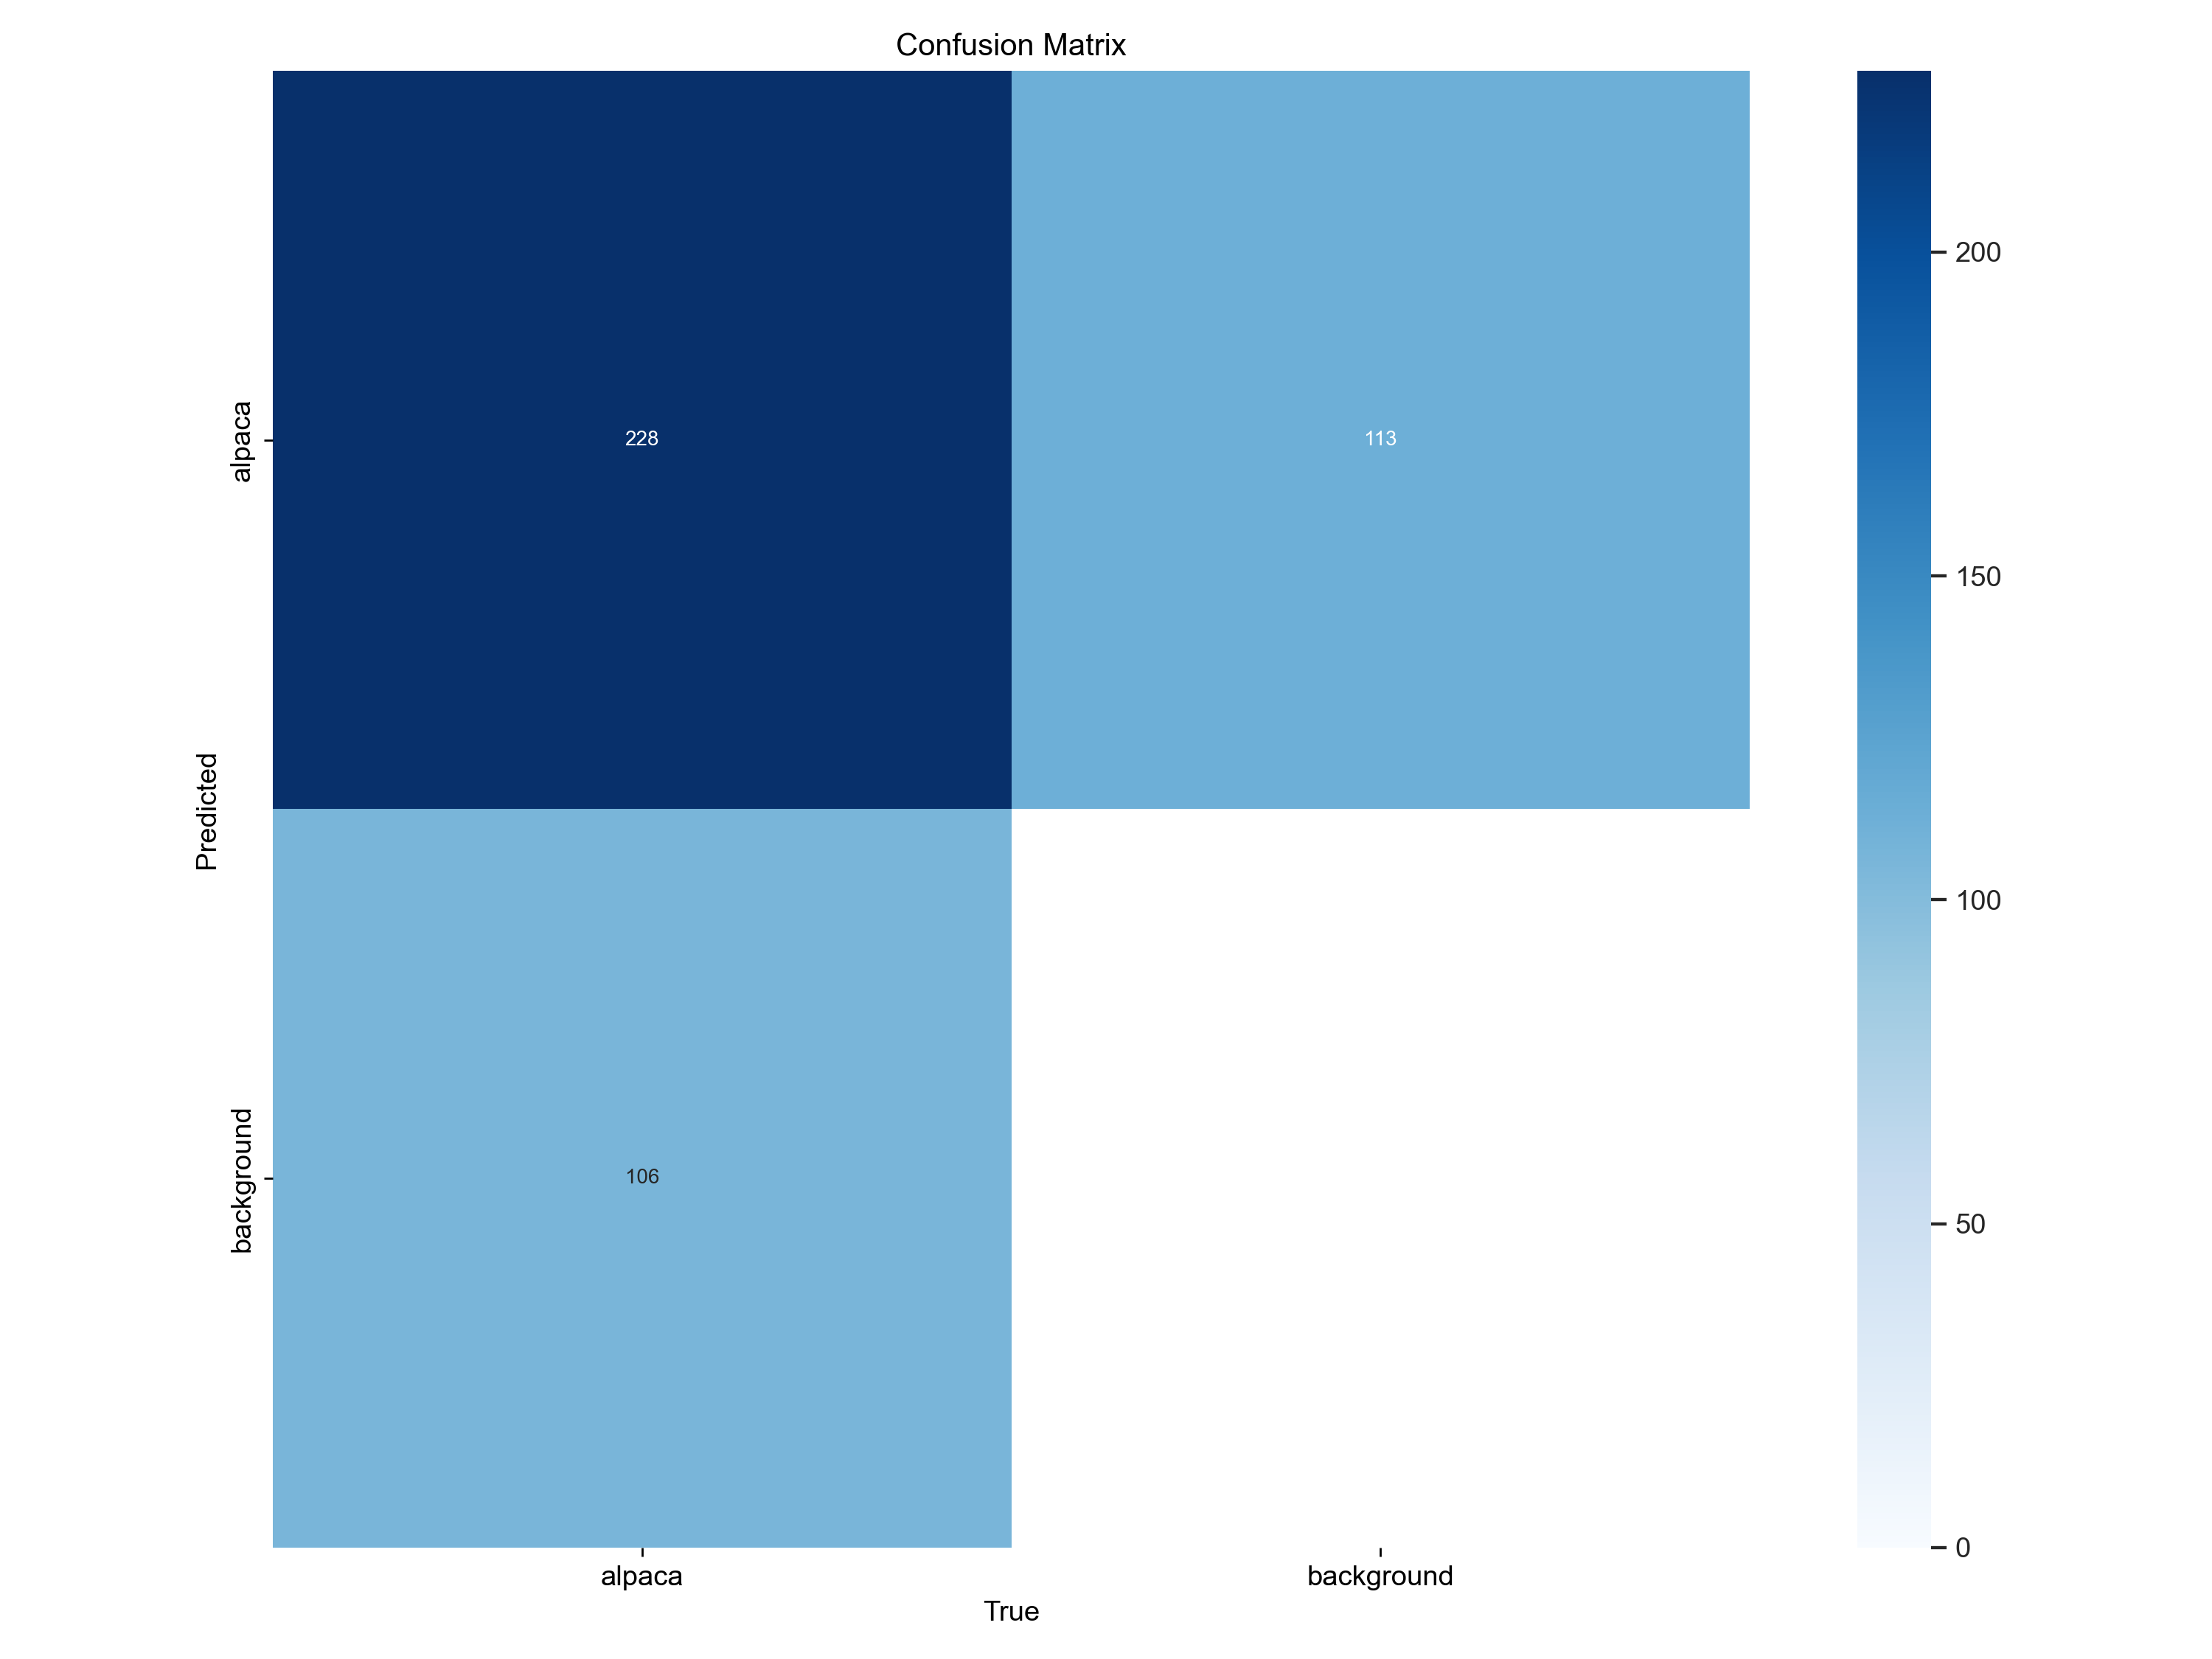 Confusion Matrix
alpaca
228
113
200
150
Predicted
100
background
106
50
0
alpaca
background
True